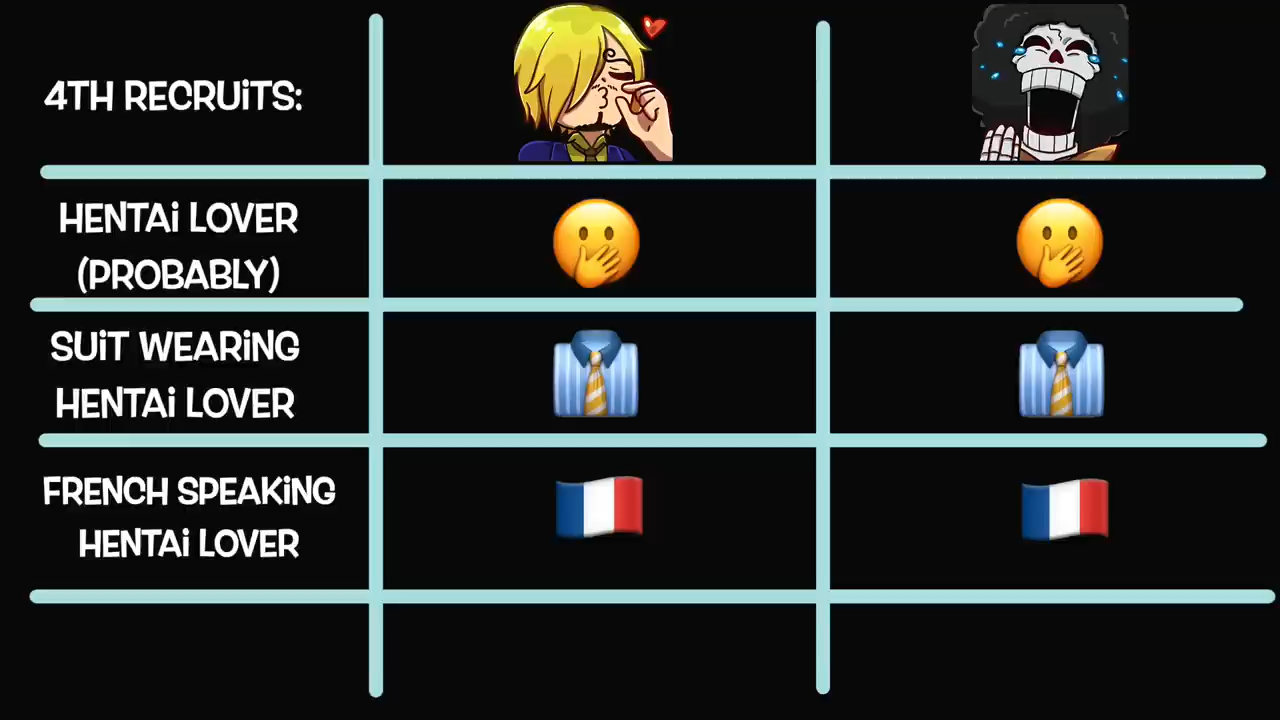 4TH RECRUiTS:
HENTAi LOVER
(PROBABLY)
SUiT WEARiNG
HENTAi LOVER
FRENCH SPEAKiNG
HENTAi LOVER